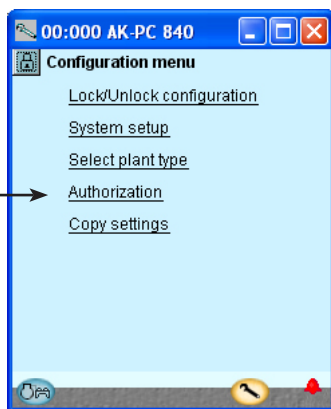 00:000 AK-PC 840
Configuration menu
Lock/Unlock configuration
System setup
Select plant type
Authorization
Copy settings